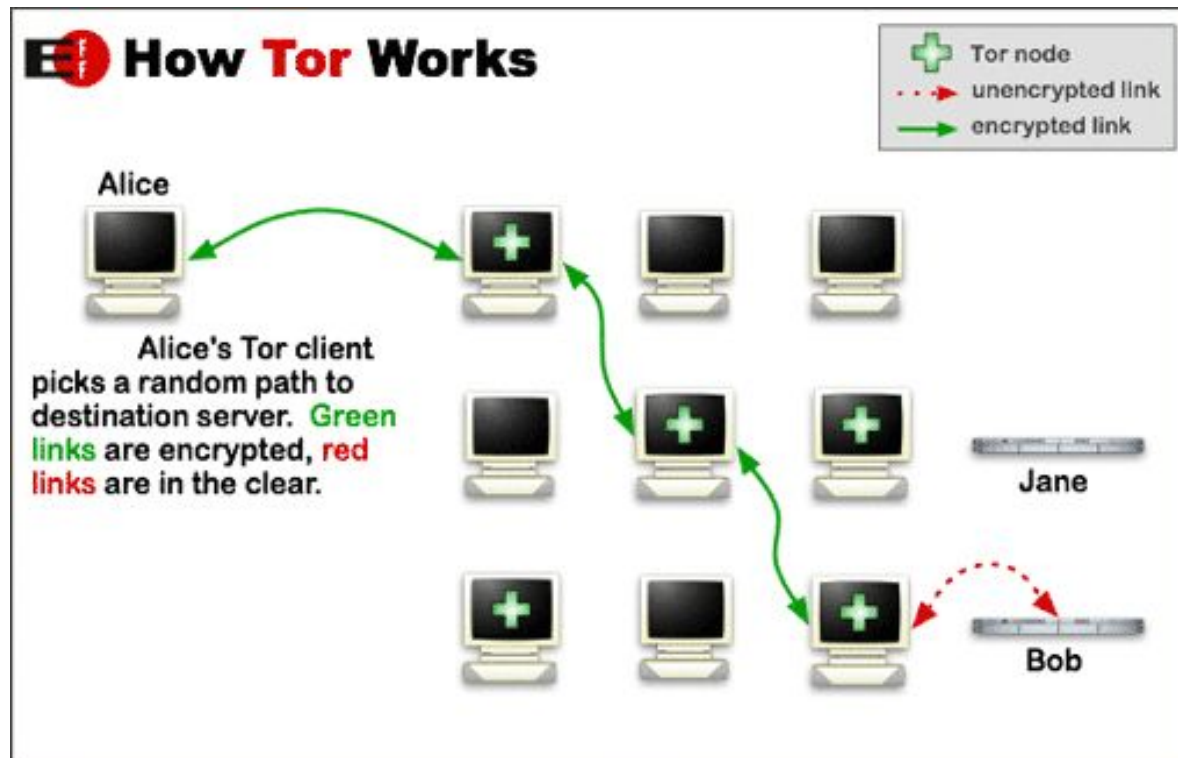 EFF How Tor Works
Tor node
unencrypted link
encrypted link
Alice
Alice's Tor client
picks a random path to
destination server. Green
links are encrypted, red
links are in the clear.
Jane
Bob